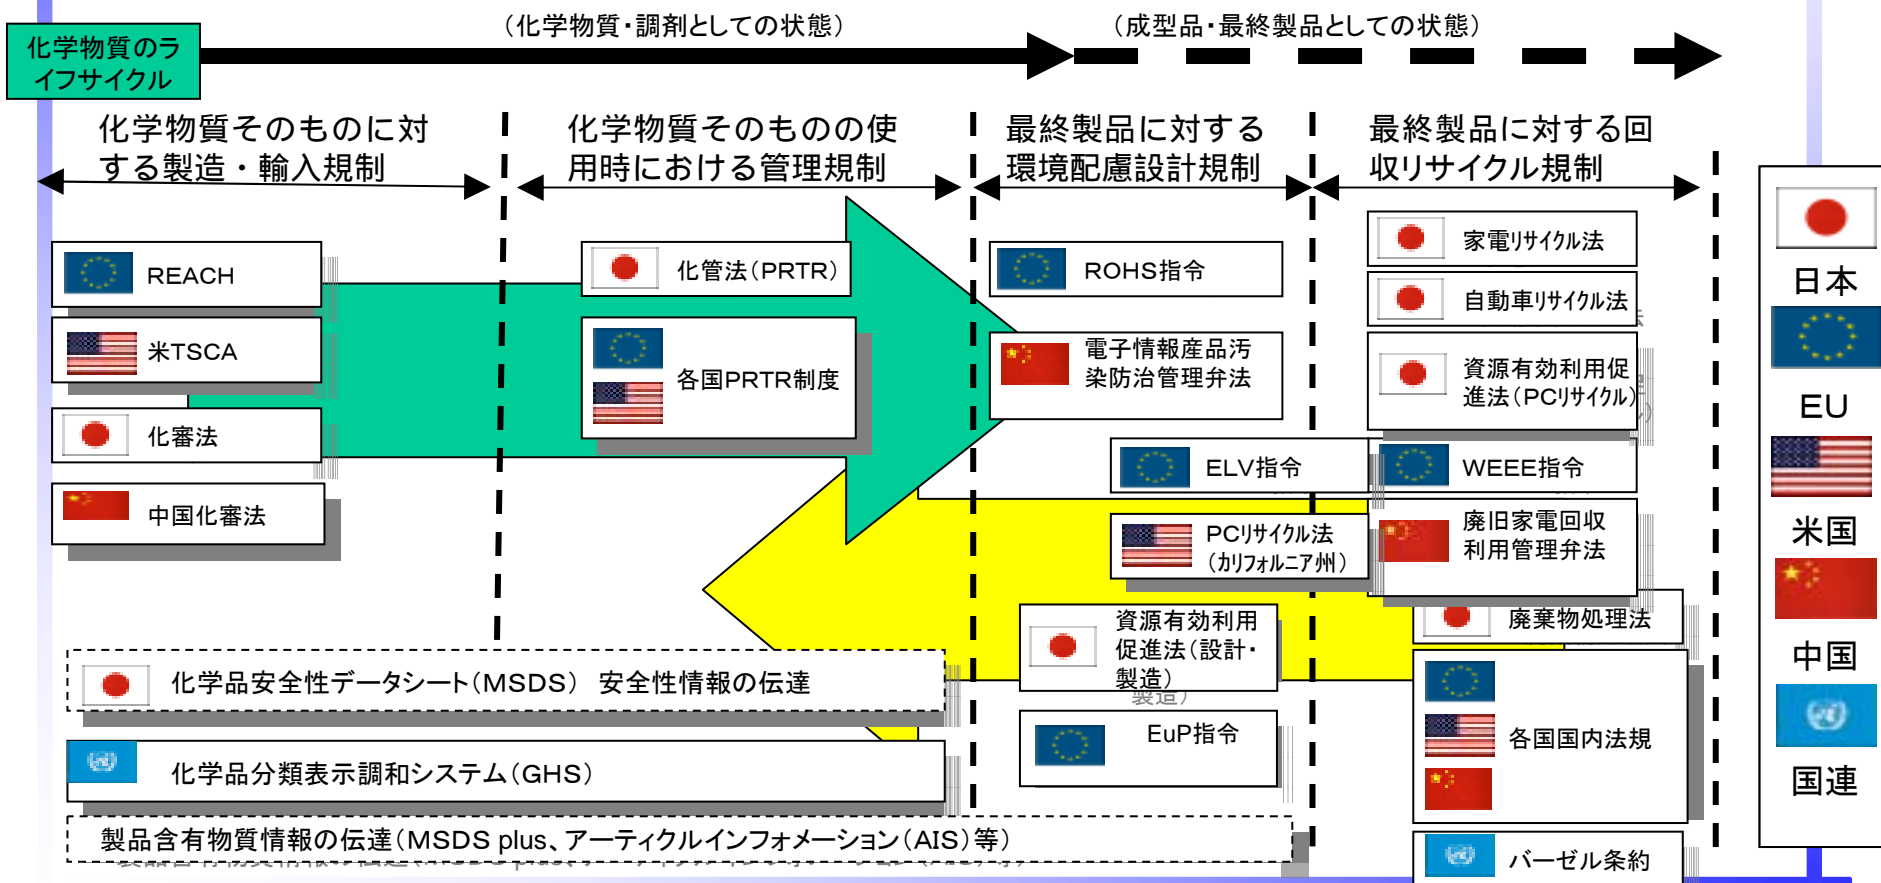 （化学物質・調剤としての状態）
（成型品・最終製品としての状態）
化学物質のラ
イフサイクル
化学物質そのものに対
する製造・輸入規制
化学物質そのものの使
用時における管理規制
最終製品に対する
環境配慮設計規制
最終製品に対する回
収リサイクル規制
REACH
米TSCA
化審法
中国化審法
化管法（PRTR）
各国PRTR制度
ROHS指令
電子情報産品汚
染防治管理弁法
ELV指令
PCリサイクル法
（カリフォルニア州）
資源有効利用
促進法（設計・
製造）
製造）
EuP指令
家電リサイクル法
自動車リサイクル法
資源有効利用促
進法（PCリサイクル）
WEEE指令
廃旧家電回収
利用管理弁法
廃棄物処理法
各国国内法規
バーゼル条約
化学品安全性データシート（MSDS） 安全性情報の伝達
化学品分類表示調和システム（GHS）
製品含有物質情報の伝達（MSDS plus、アーティクルインフォメーション（AIS）等）
日本
EU
米国
中国
国連